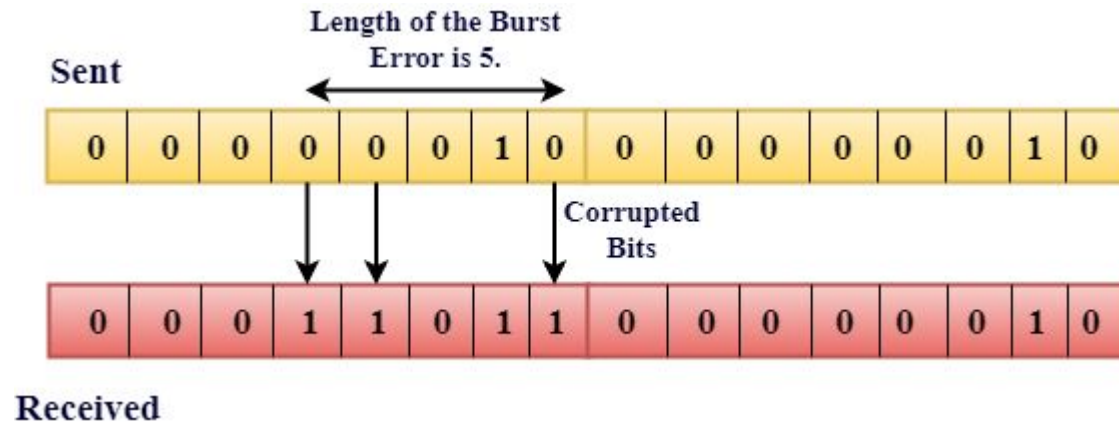 Length of the Burst
Error is 5.
Sent
0 0 0 0 0 0 1 0 0 0 0 0 0 0 1 0
Corrupted
Bits
0 0 0 1 1 0 1 1 0 0 0 0 0 0 1 0
Received